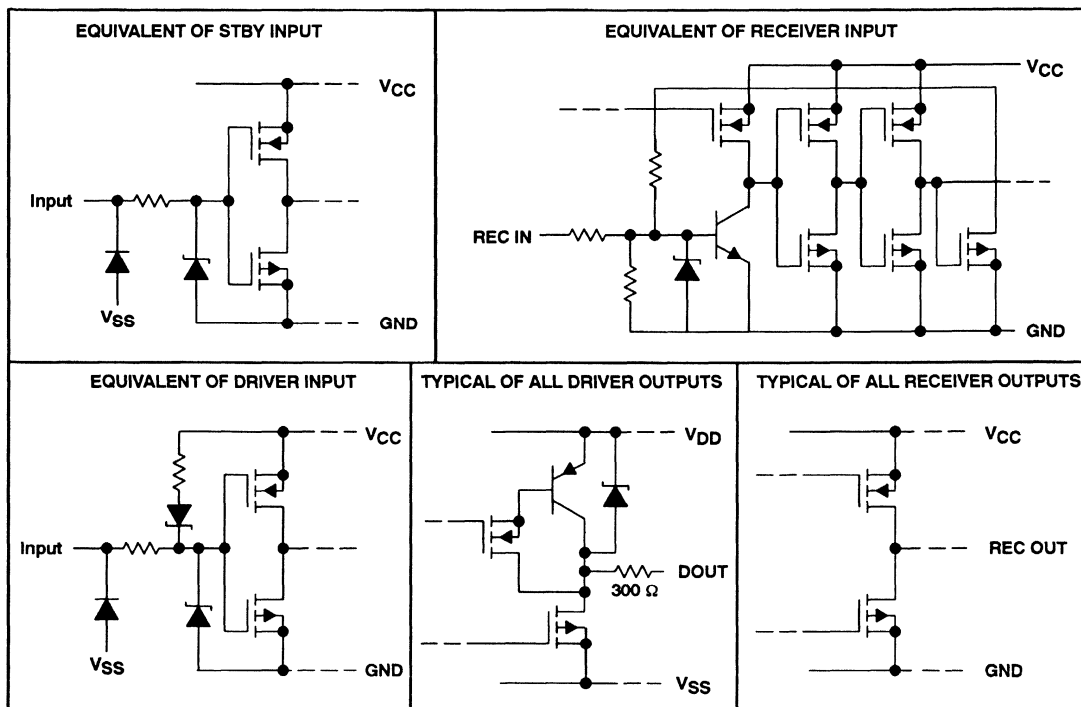 EQUIVALENT OF STBY INPUT
VCC
Input
VSS
GND
EQUIVALENT OF RECEIVER INPUT
VCC
REC IN
GND
EQUIVALENT OF DRIVER INPUT
VCC
Input
VSS
GND
TYPICAL OF ALL DRIVER OUTPUTS
VDD
DOUT
300 Ω
VSS
TYPICAL OF ALL RECEIVER OUTPUTS
VCC
REC OUT
GND